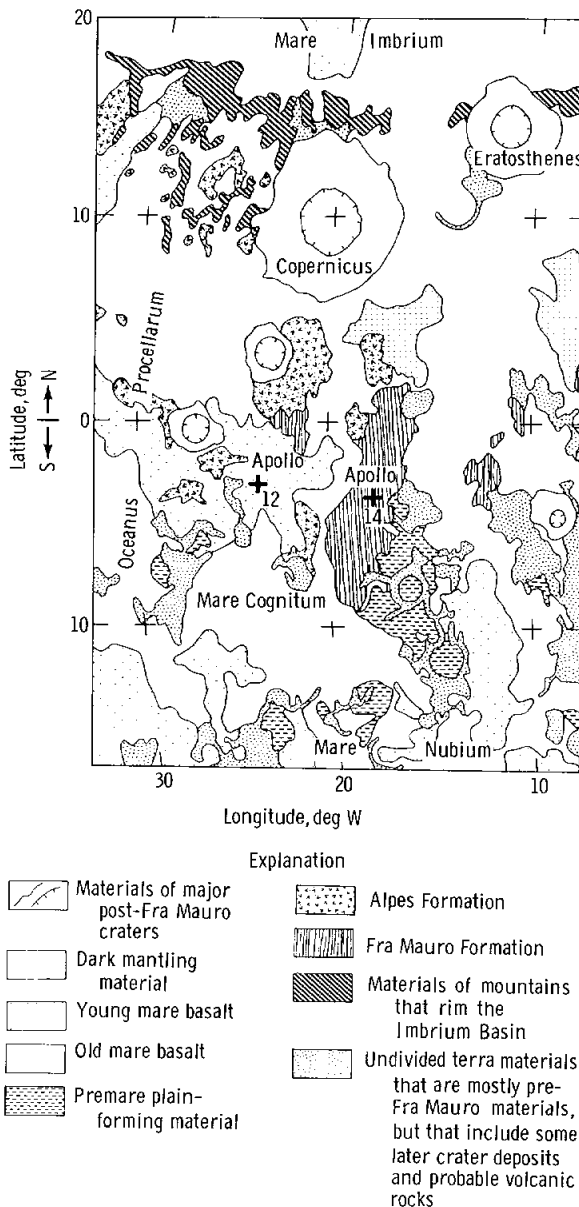 Mare Imbrium
20
Eratosthenes
10
Copernicus
Procellarum
Latitude, deg
S ← | → N
0
Apollo
12
Apollo
14
Oceanus
Mare Cognitum
10
Mare Nubium
30 20 10
Longitude, deg W
Explanation
Materials of major
post-Fra Mauro
craters
Dark mantling
material
Young mare basalt
Old mare basalt
Premare plain-
forming material
Alpes Formation
Fra Mauro Formation
Materials of mountains
that rim the
Imbrium Basin
Undivided terra materials
that are mostly pre-
Fra Mauro materials,
but that include some
later crater deposits
and probable volcanic
rocks